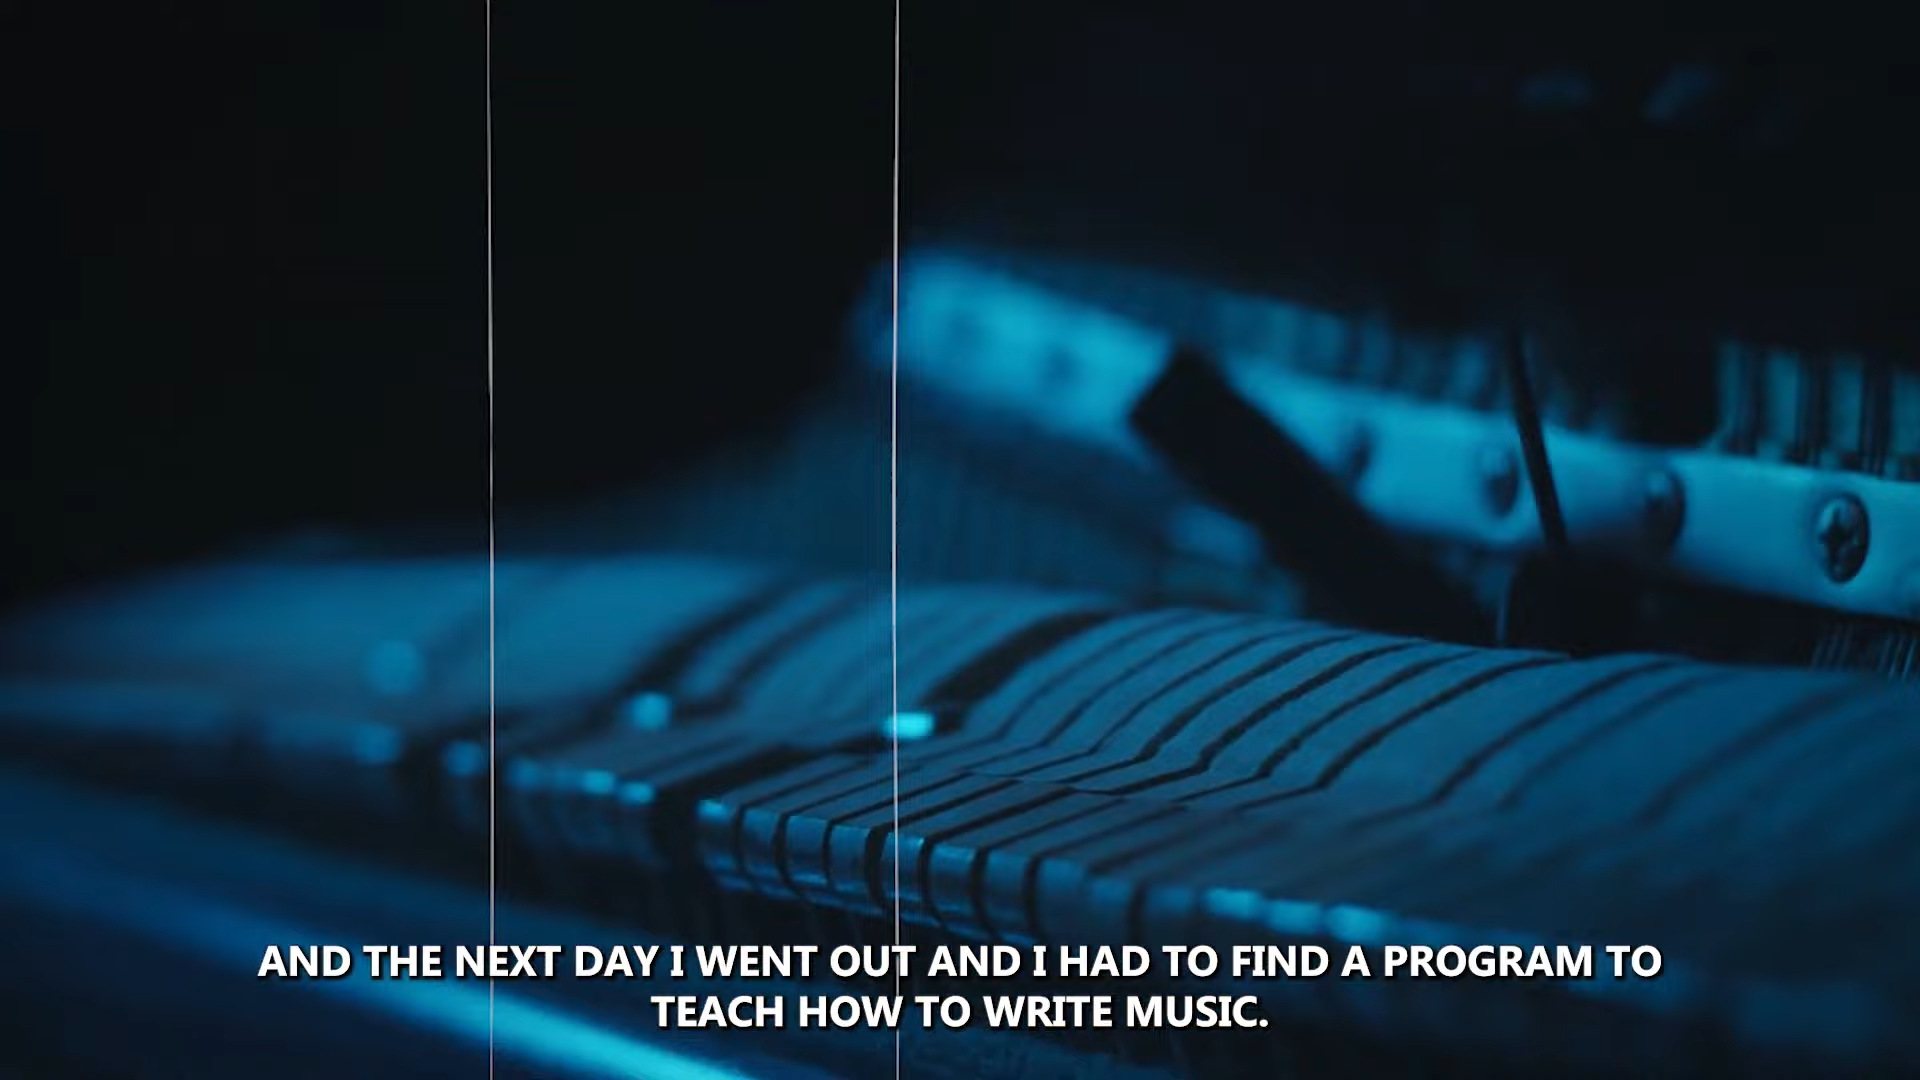 AND THE NEXT DAY I WENT OUT AND I HAD TO FIND A PROGRAM TO
TEACH HOW TO WRITE MUSIC.